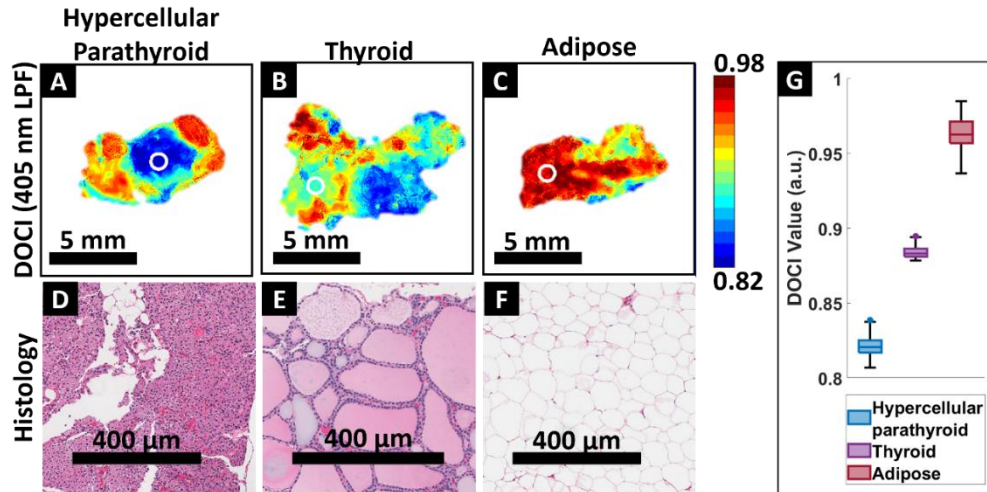 Hypercellular
Parathyroid
Thyroid
Adipose
DOCI (405 nm LPF)
A
5 mm
B
5 mm
C
5 mm
0.98
0.82
Histology
D
400 µm
E
400 µm
F
400 µm
G
DOCI Value (a.u.)
1
0.95
0.9
0.85
0.8
Hypercellular
parathyroid
Thyroid
Adipose